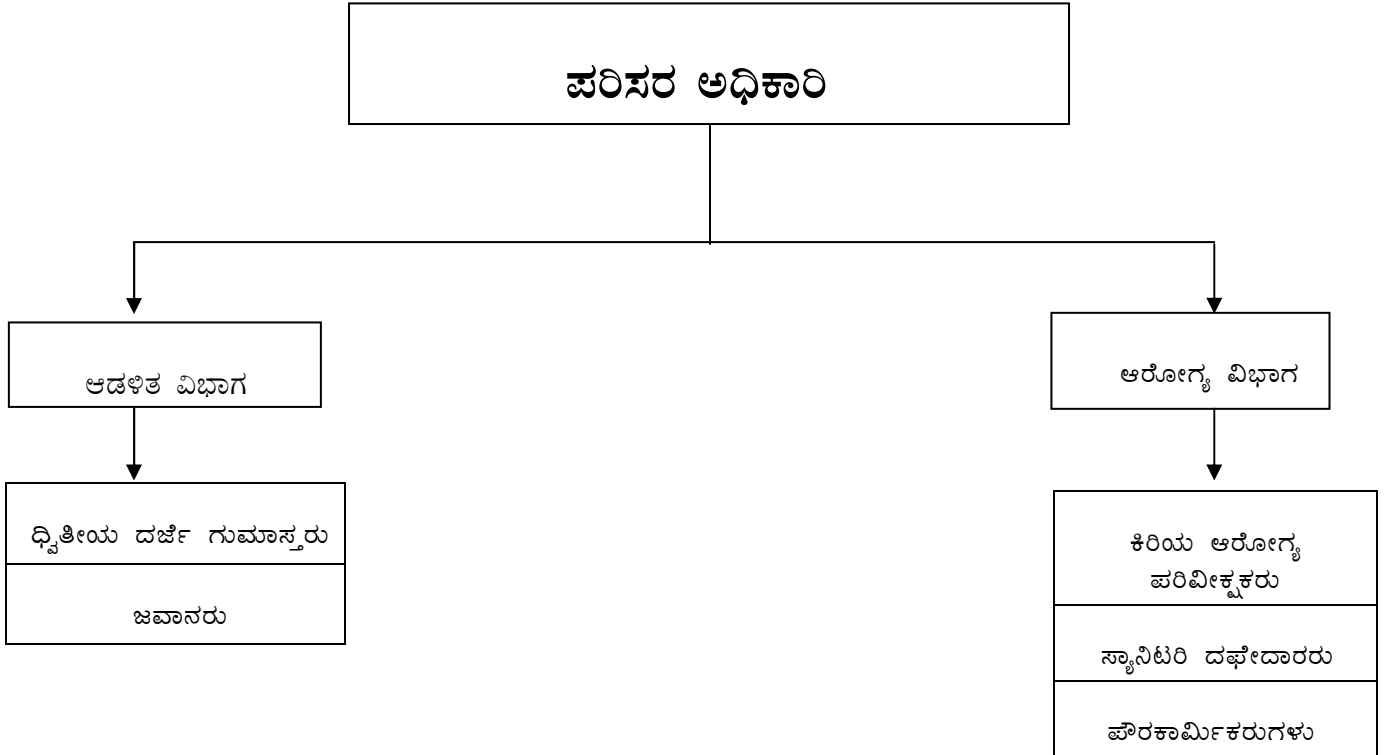 ಪರಿಸರ ಅಧಿಕಾರಿ
ಆಡಳಿತ ವಿಭಾಗ
ಆರೋಗ್ಯ ವಿಭಾಗ
ಧ್ವಿತೀಯ ದರ್ಜೆ ಗುಮಾಸ್ತರು
ಜವಾನರು
ಕಿರಿಯ ಆರೋಗ್ಯ
ಪರಿವೀಕ್ಷಕರು
ಸ್ಯಾನಿಟರಿ ದಫೇದಾರರು
ಪೌರಕಾರ್ಮಿಕರುಗಳು